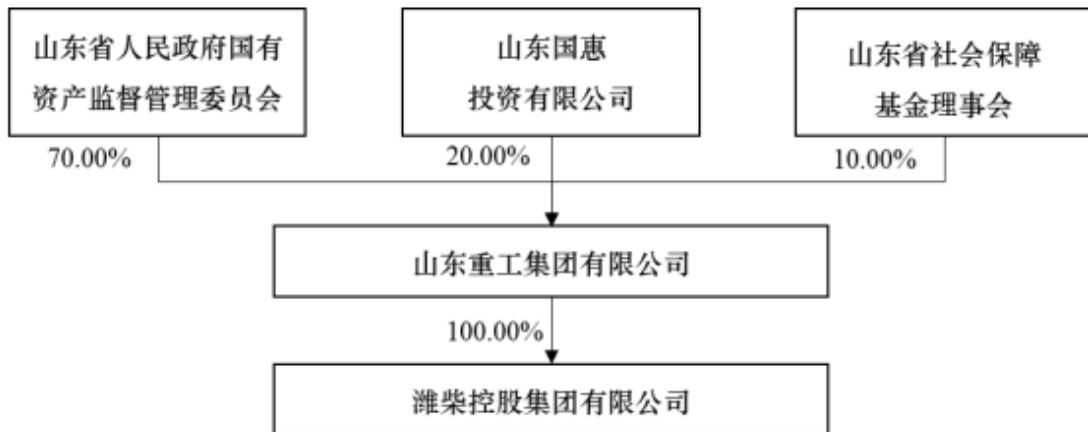 山东省人民政府国有
资产监督管理委员会
山东国惠
投资有限公司
山东省社会保障
基金理事会
70.00%
20.00%
10.00%
山东重工集团有限公司
100.00%
潍柴控股集团有限公司